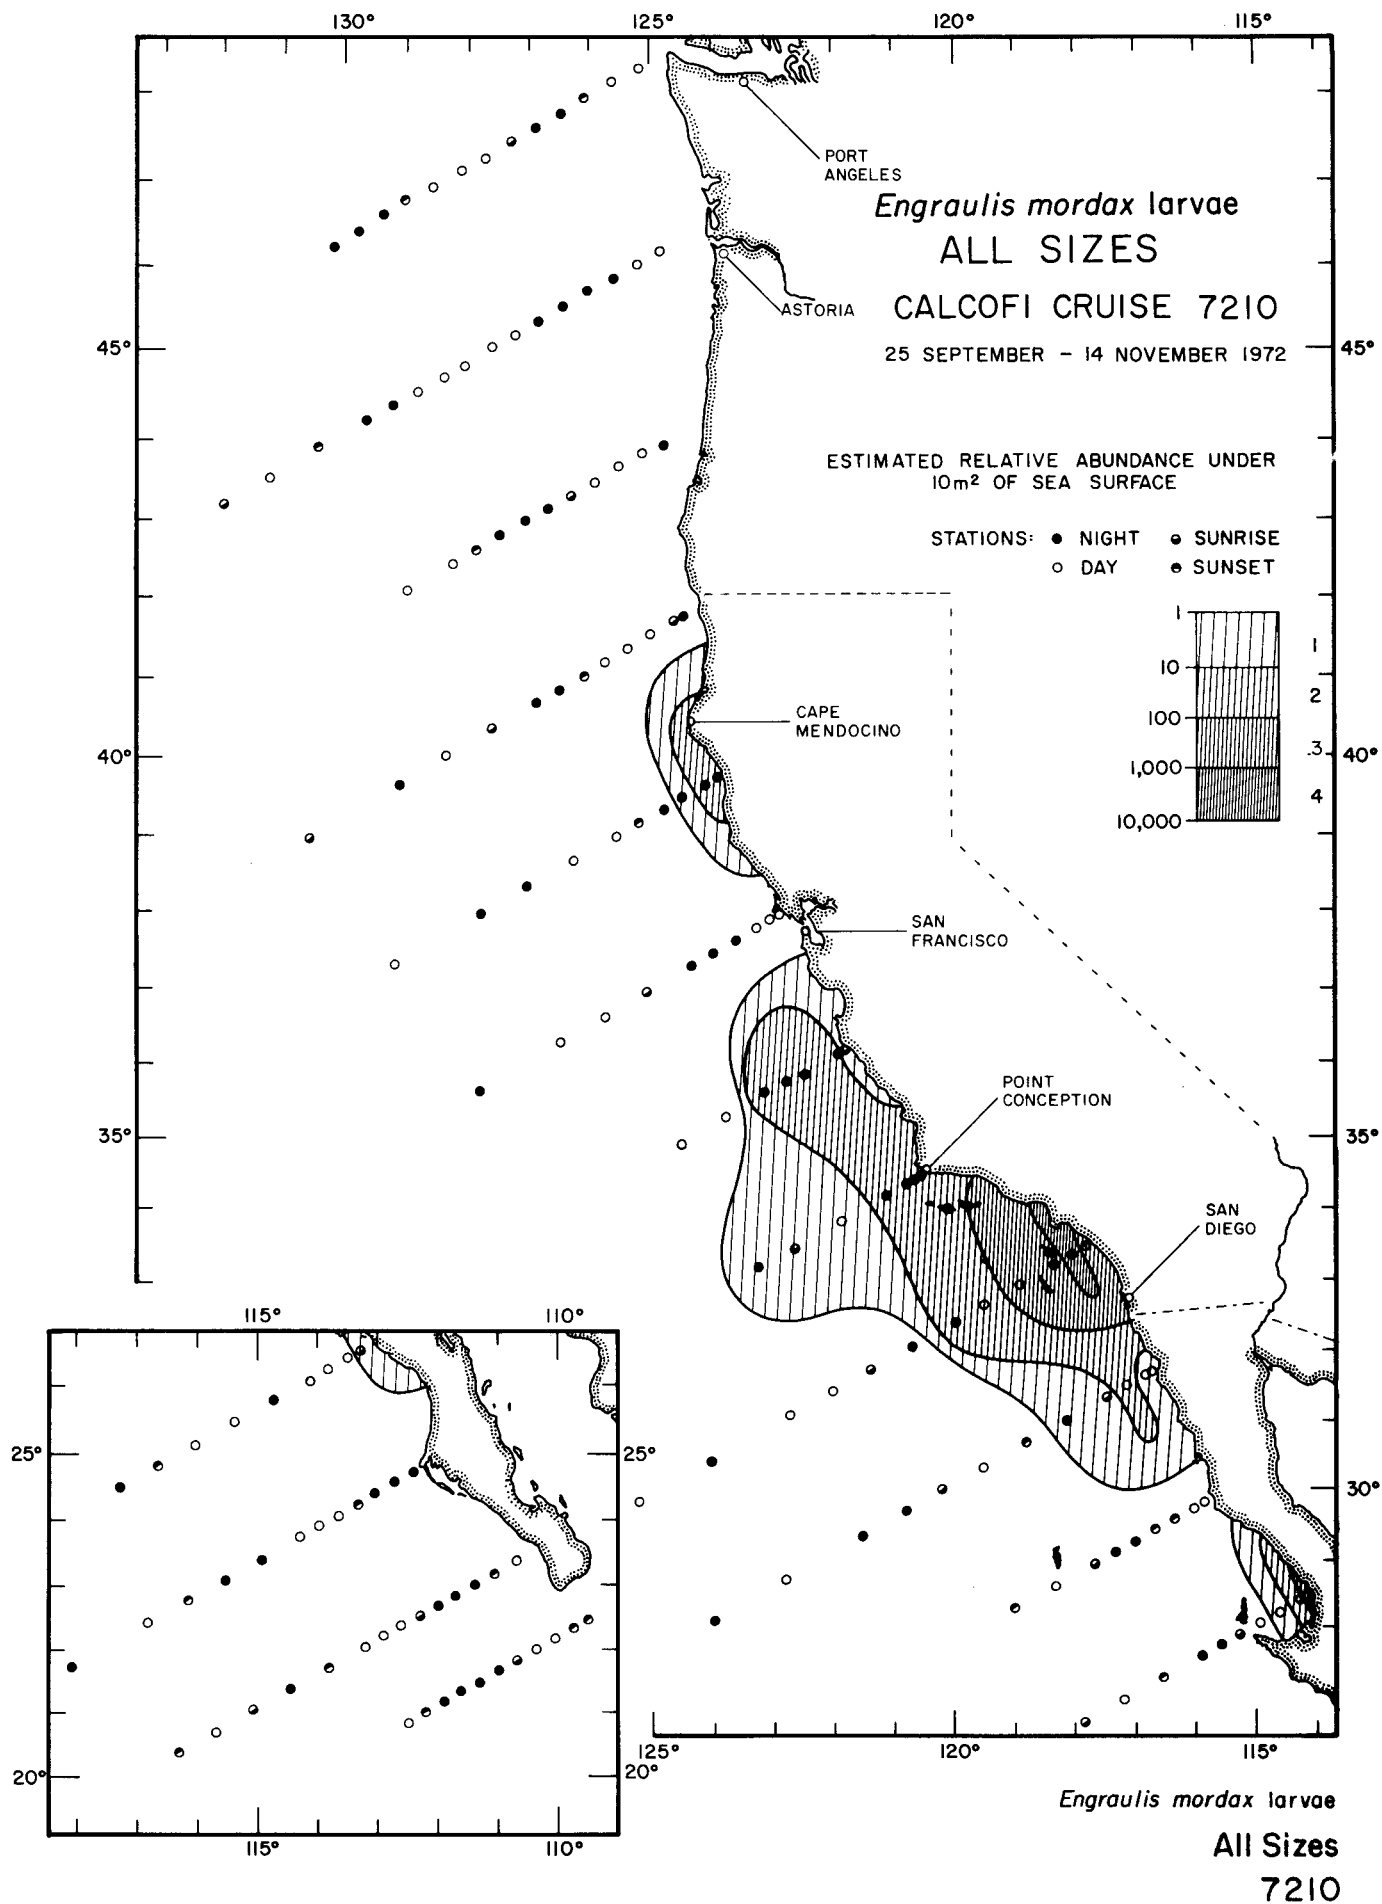 130° 125° 120° 115°
PORT
ANGELES
Engraulis mordax larvae
ALL SIZES
ASTORIA
CALCOFI CRUISE 7210
45° 45°
25 SEPTEMBER - 14 NOVEMBER 1972
ESTIMATED RELATIVE ABUNDANCE UNDER
10m² OF SEA SURFACE
STATIONS: NIGHT SUNRISE
DAY SUNSET
1
1
10
2
100
3
1,000
4
10,000
CAPE
MENDOCINO
40° 40°
SAN
FRANCISCO
POINT
CONCEPTION
35° 35°
SAN
DIEGO
115° 110°
25° 25°
30°
20° 20°
125° 120° 115°
115° 110°
Engraulis mordax larvae
All Sizes
7210